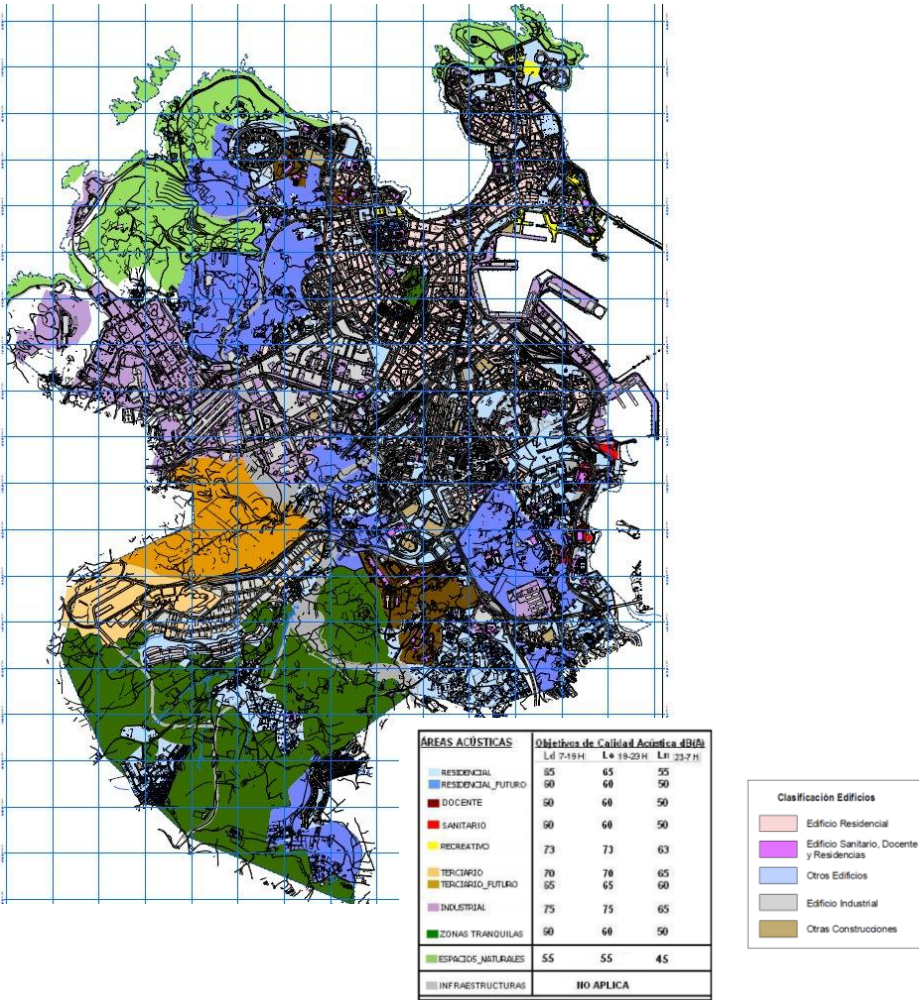 ÁREAS ACÚSTICAS Objetivos de Calidad Acústica dB(A)
Ld 7-19H Le 19-23H Ln 23-7 H
RESIDENCIAL 65 65 55
RESIDENCIAL_FUTURO 60 60 50
DOCENTE 60 60 50
SANITARIO 60 60 50
RECREATIVO 73 73 63
TERCIARIO 70 70 65
TERCIARIO_FUTURO 65 65 60
INDUSTRIAL 75 75 65
ZONAS TRANQUILAS 60 60 50
ESPACIOS_NATURALES 55 55 45
INFRAESTRUCTURAS NO APLICA
Clasificación Edificios
Edificio Residencial
Edificio Sanitario, Docente
y Residencias
Otros Edificios
Edificio Industrial
Otras Construcciones